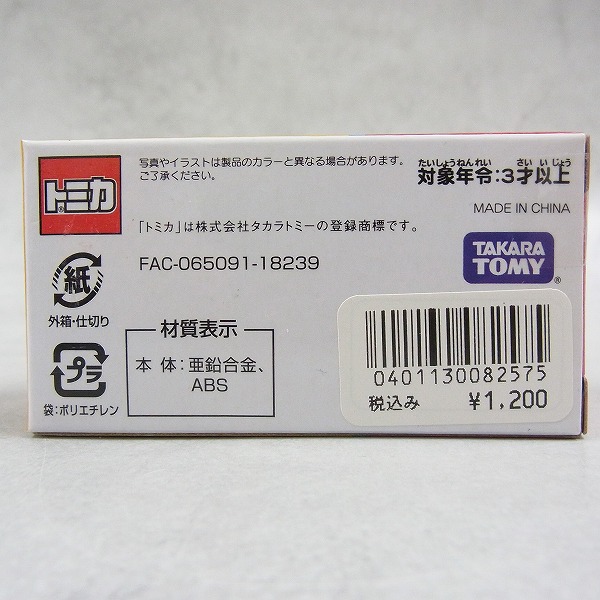 トミカ
®
写真やイラストは製品のカラーと異なる場合があります。
ご了承ください。
たいしょうねんれい さい いじょう
対象年令:3才以上
MADE IN CHINA
「トミカ」は株式会社タカラトミーの登録商標です。
TAKARA
TOMY
®
FAC-065091-18239
紙
外箱・仕切り
プラ
袋:ポリエチレン
材質表示
本 体:亜鉛合金、
ABS
0401130082575
税込み ¥1,200